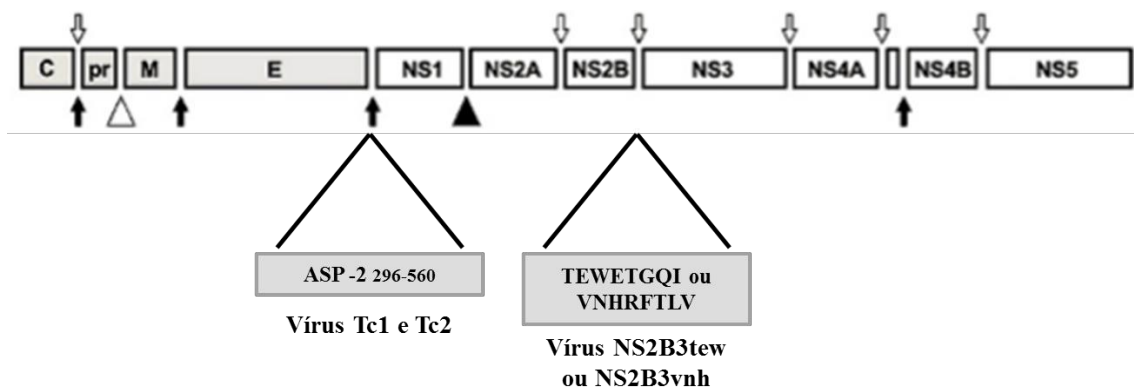 C pr M E NS1 NS2A NS2B NS3 NS4A NS4B NS5
ASP -2 296-560
Vírus Tc1 e Tc2
TEWETGQI ou
VNHRFTLV
Vírus NS2B3tew
ou NS2B3vnh